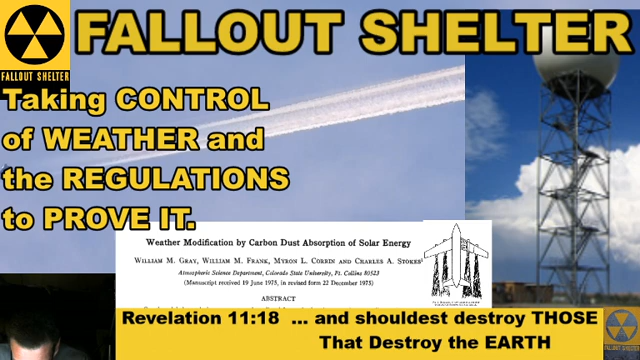 FALLOUT SHELTER
FALLOUT SHELTER
Taking CONTROL
of WEATHER and
the REGULATIONS
to PROVE IT.
Weather Modification by Carbon Dust Absorption of Solar Energy
WILLIAM M. GRAY, WILLIAM M. FRANK, MYRON L. CORRIN AND CHARLES A. STOKES
Atmospheric Science Department, Colorado State University, Ft. Collins 80523
(Manuscript received 19 June 1975, in revised form 22 December 1975)
ABSTRACT
Revelation 11:18 ... and shouldest destroy THOSE
That Destroy the EARTH
FALLOUT SHELTER